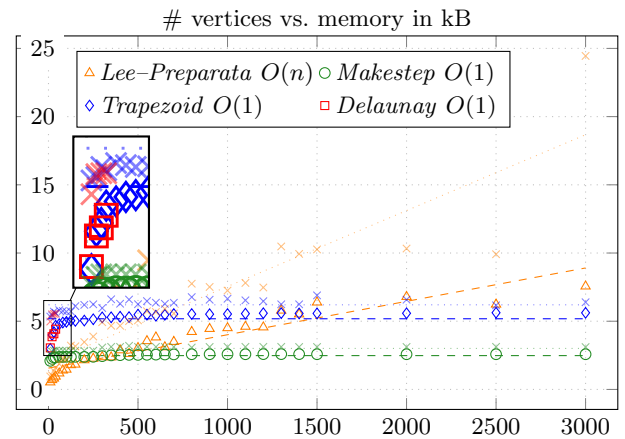 # vertices vs. memory in kB
25
Lee–Preparata O(n) Makestep O(1)
Trapezoid O(1) Delaunay O(1)
20
15
10
5
0
0 500 1000 1500 2000 2500 3000